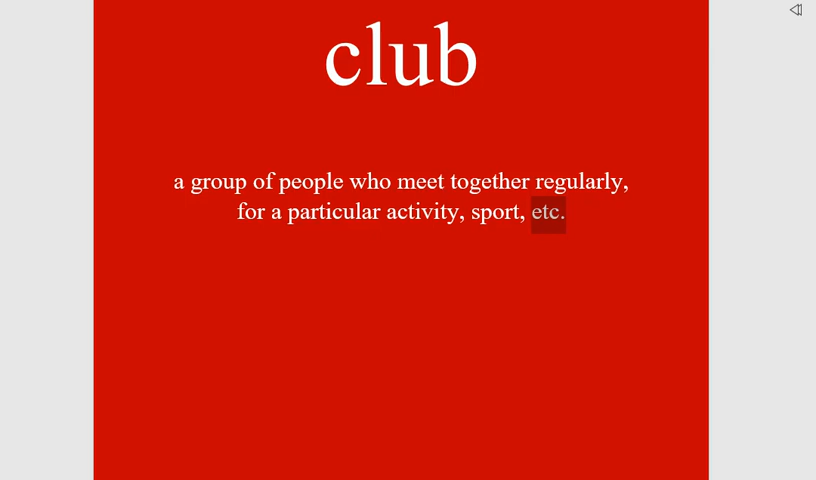 club
a group of people who meet together regularly,
for a particular activity, sport, etc.